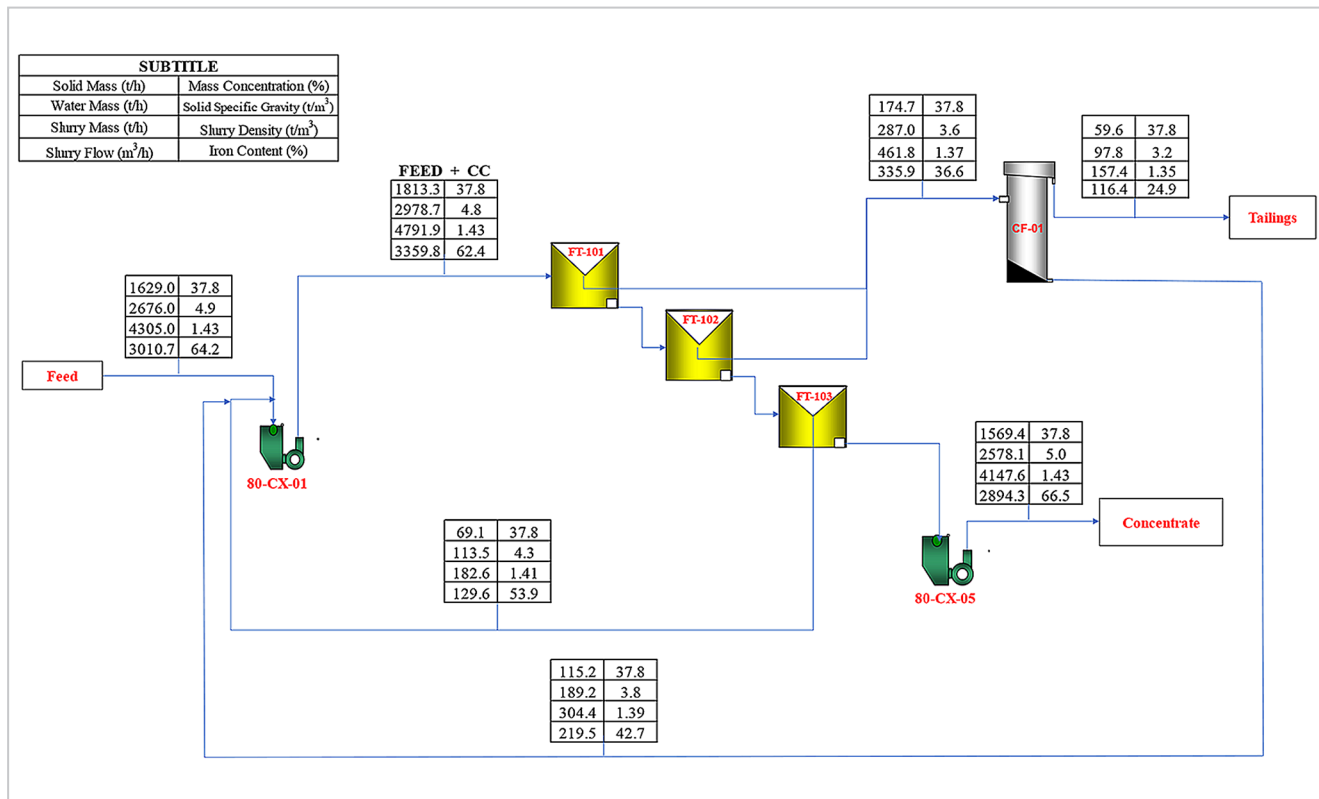 SUBTITLE
Solid Mass (t/h) Mass Concentration (%)
Water Mass (t/h) Solid Specific Gravity (t/m³)
Slurry Mass (t/h) Slurry Density (t/m³)
Slurry Flow (m³/h) Iron Content (%)
174.7 37.8
287.0 3.6
461.8 1.37
335.9 36.6
59.6 37.8
97.8 3.2
157.4 1.35
116.4 24.9
FEED + CC
1813.3 37.8
2978.7 4.8
4791.9 1.43
3359.8 62.4
CF-01
Tailings
FT-101
1629.0 37.8
2676.0 4.9
4305.0 1.43
3010.7 64.2
FT-102
Feed
FT-103
80-CX-01
1569.4 37.8
2578.1 5.0
4147.6 1.43
2894.3 66.5
Concentrate
69.1 37.8
113.5 4.3
182.6 1.41
129.6 53.9
80-CX-05
115.2 37.8
189.2 3.8
304.4 1.39
219.5 42.7